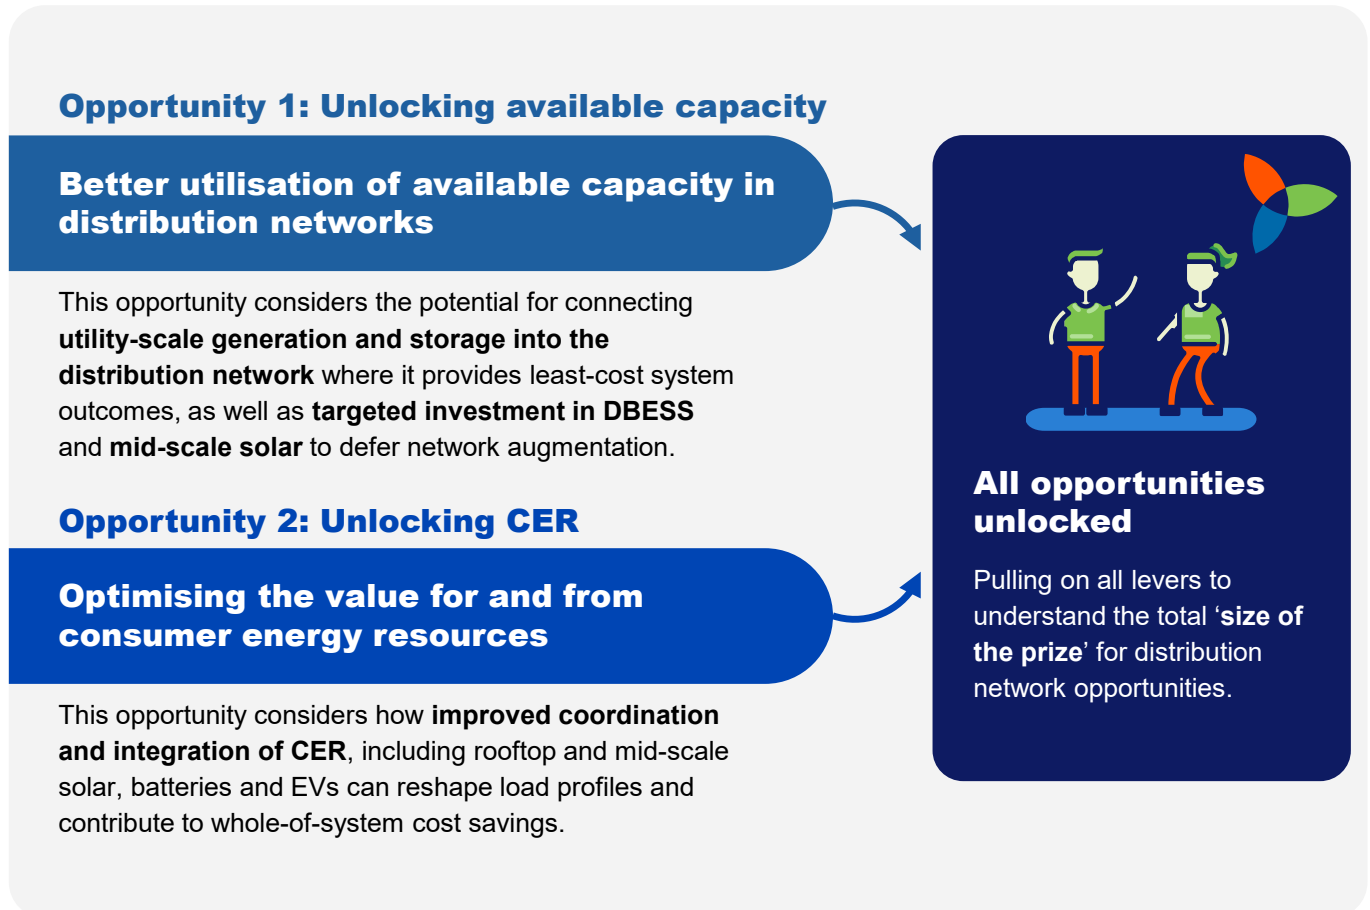 Opportunity 1: Unlocking available capacity
Better utilisation of available capacity in
distribution networks
This opportunity considers the potential for connecting
utility-scale generation and storage into the
distribution network where it provides least-cost system
outcomes, as well as targeted investment in DBESS
and mid-scale solar to defer network augmentation.
Opportunity 2: Unlocking CER
Optimising the value for and from
consumer energy resources
This opportunity considers how improved coordination
and integration of CER, including rooftop and mid-scale
solar, batteries and EVs can reshape load profiles and
contribute to whole-of-system cost savings.
All opportunities
unlocked
Pulling on all levers to
understand the total ‘size of
the prize’ for distribution
network opportunities.